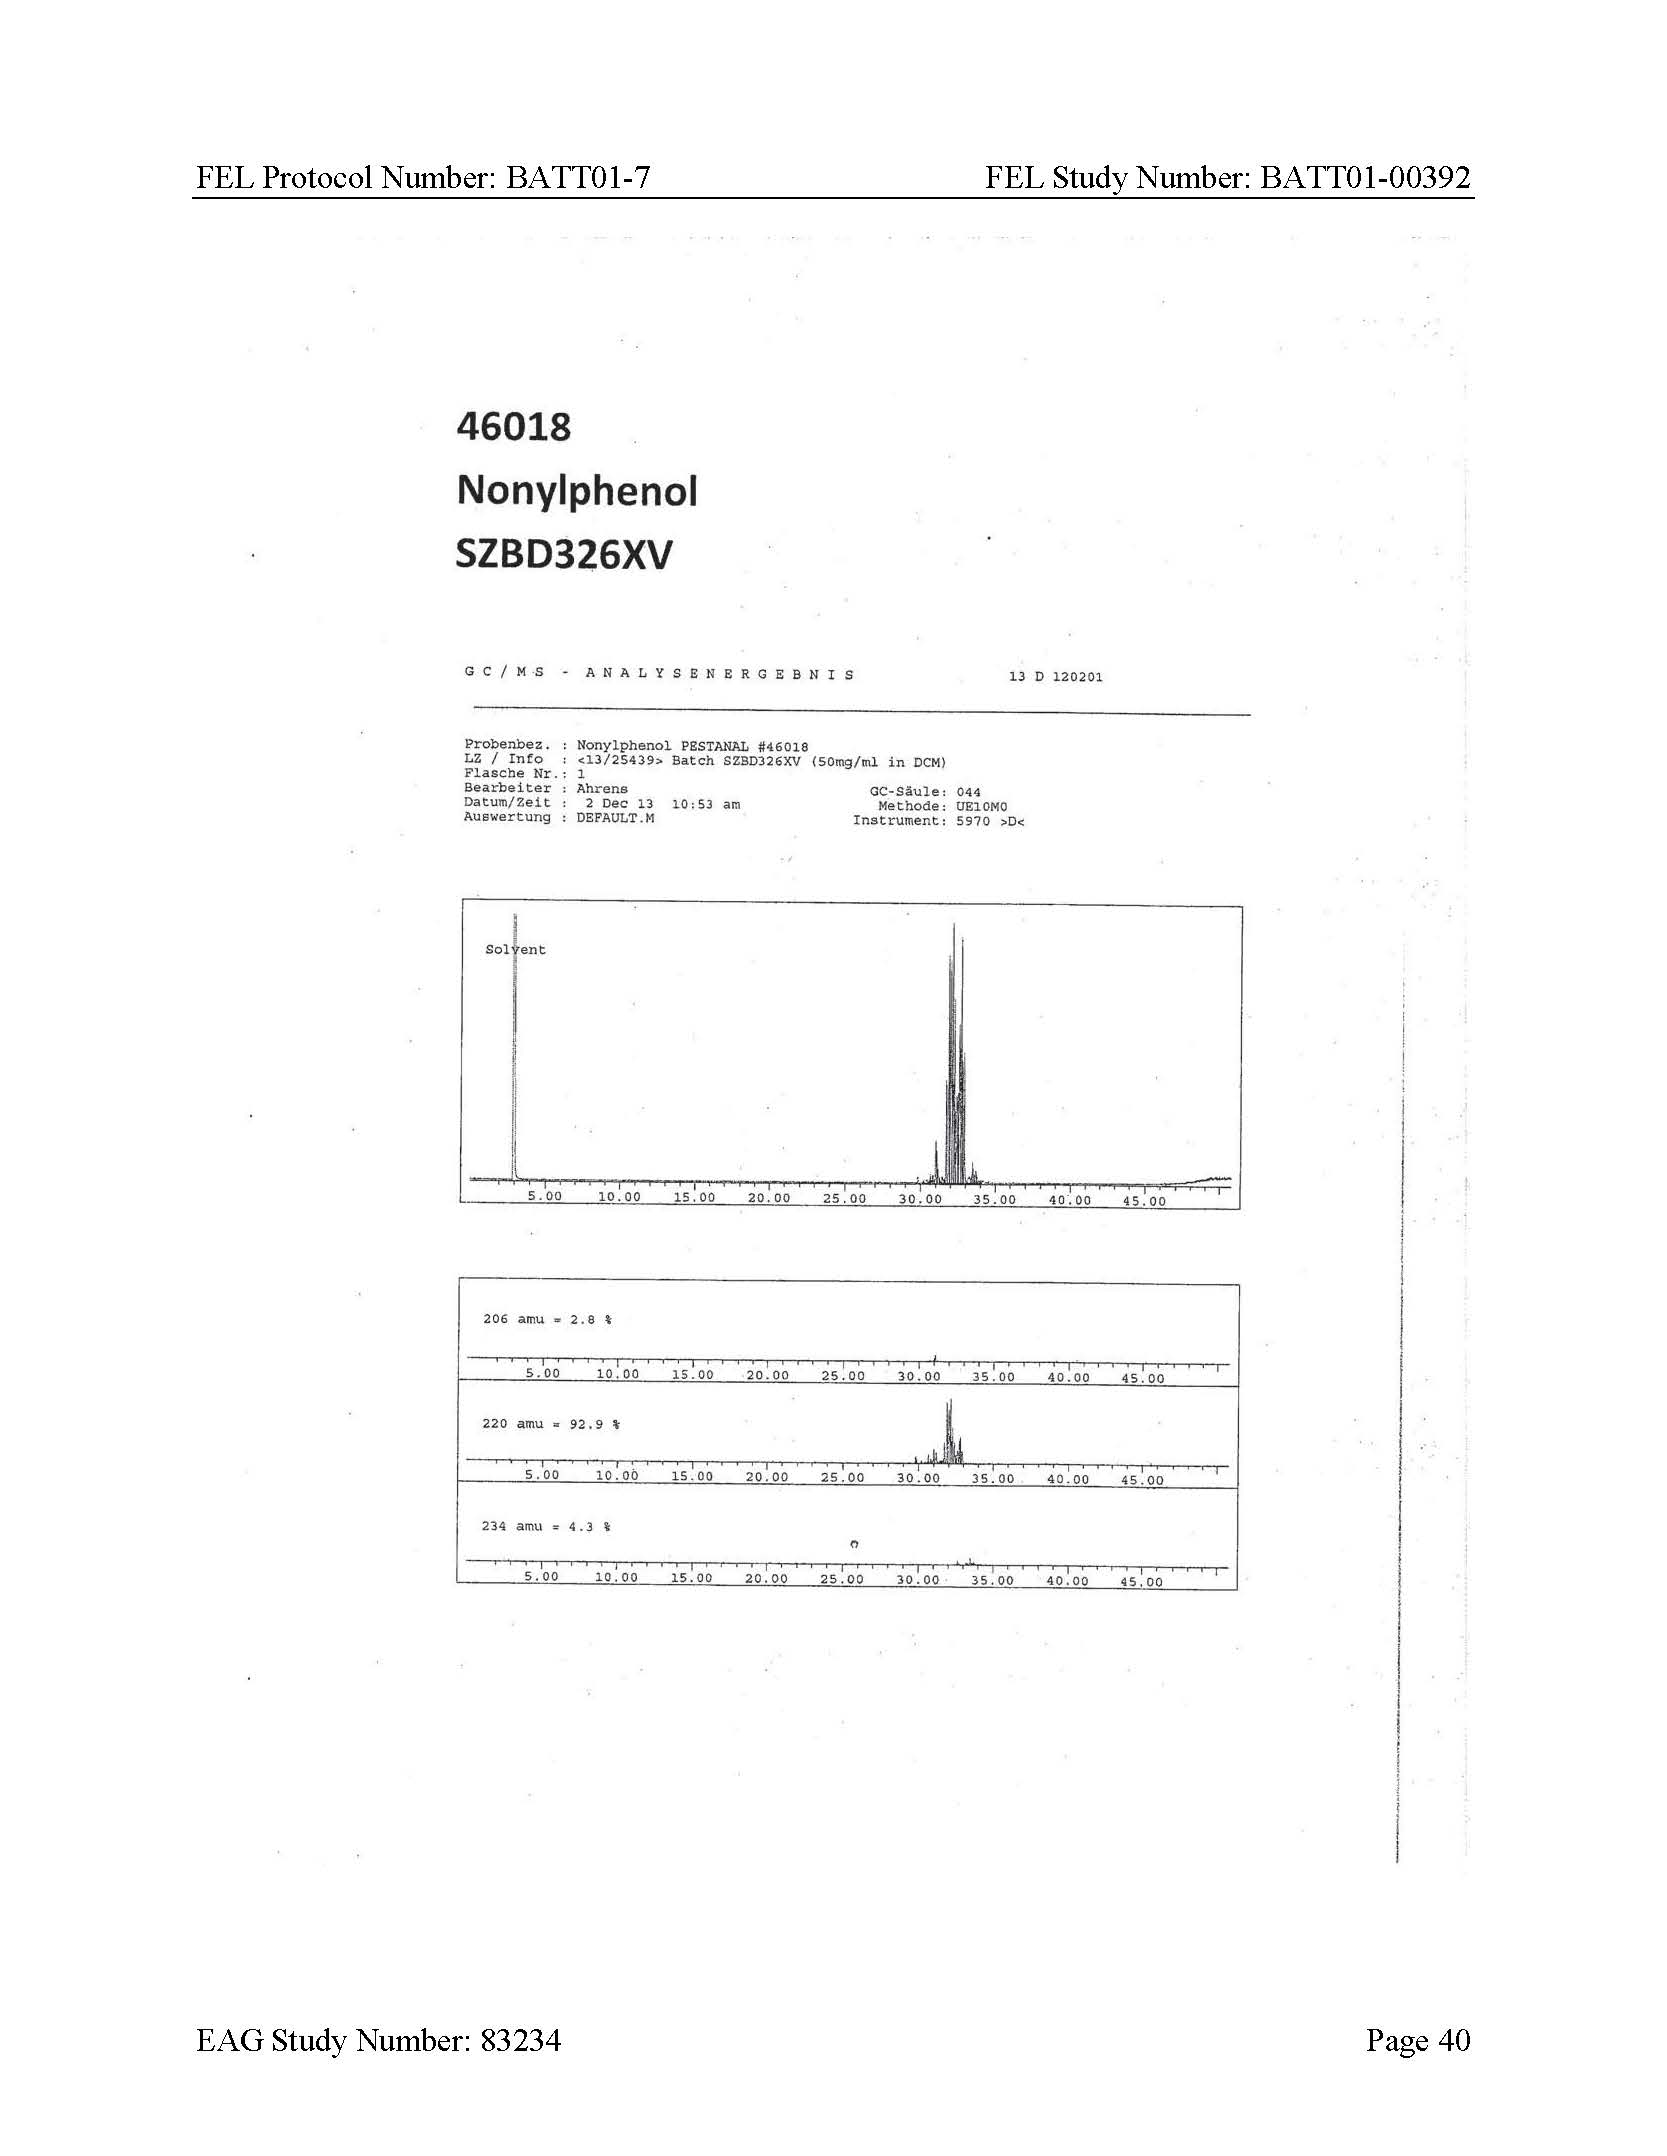 FEL Protocol Number: BATT01-7 FEL Study Number: BATT01-00392
46018
Nonylphenol
SZBD326XV
G C / M S - A N A L Y S E N E R G E B N I S 13 D 120201
Probenbez. : Nonylphenol PESTANAL #46018
LZ / Info : <13/25439> Batch SZBD326XV (50mg/ml in DCM)
Flasche Nr.: 1
Bearbeiter : Ahrens GC-Säule: 044
Datum/Zeit : 2 Dec 13 10:53 am Methode: UE10M0
Auswertung : DEFAULT.M Instrument: 5970 >D<
Solvent
5.00 10.00 15.00 20.00 25.00 30.00 35.00 40.00 45.00
206 amu = 2.8 %
5.00 10.00 15.00 20.00 25.00 30.00 35.00 40.00 45.00
220 amu = 92.9 %
5.00 10.00 15.00 20.00 25.00 30.00 35.00 40.00 45.00
234 amu = 4.3 %
5.00 10.00 15.00 20.00 25.00 30.00 35.00 40.00 45.00
EAG Study Number: 83234 Page 40